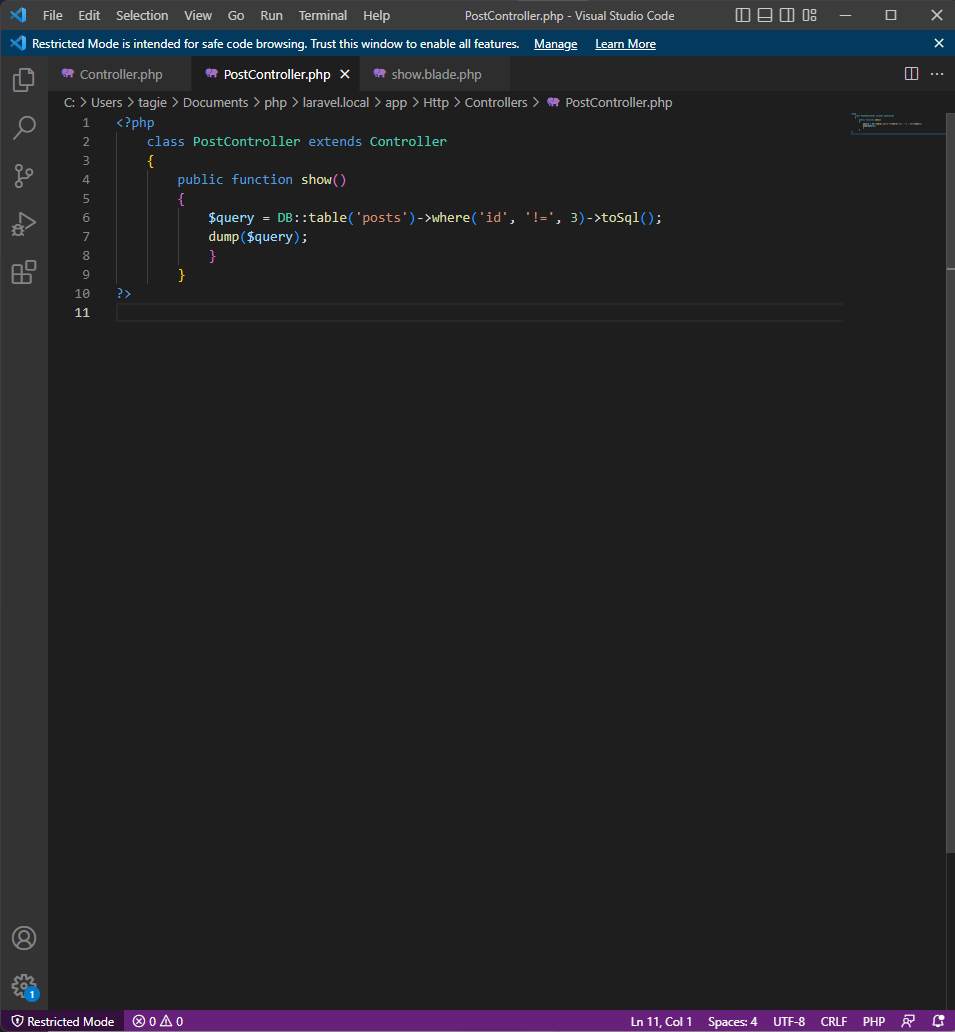 File Edit Selection View Go Run Terminal Help PostController.php - Visual Studio Code
Restricted Mode is intended for safe code browsing. Trust this window to enable all features. Manage Learn More
Controller.php PostController.php show.blade.php
C: > Users > tagie > Documents > php > laravel.local > app > Http > Controllers > PostController.php
1 <?php
2 class PostController extends Controller
3 {
4 public function show()
5 {
6 $query = DB::table('posts')->where('id', '!=', 3)->toSql();
7 dump($query);
8 }
9 }
10 ?>
11
1
Restricted Mode 0 0 Ln 11, Col 1 Spaces: 4 UTF-8 CRLF PHP